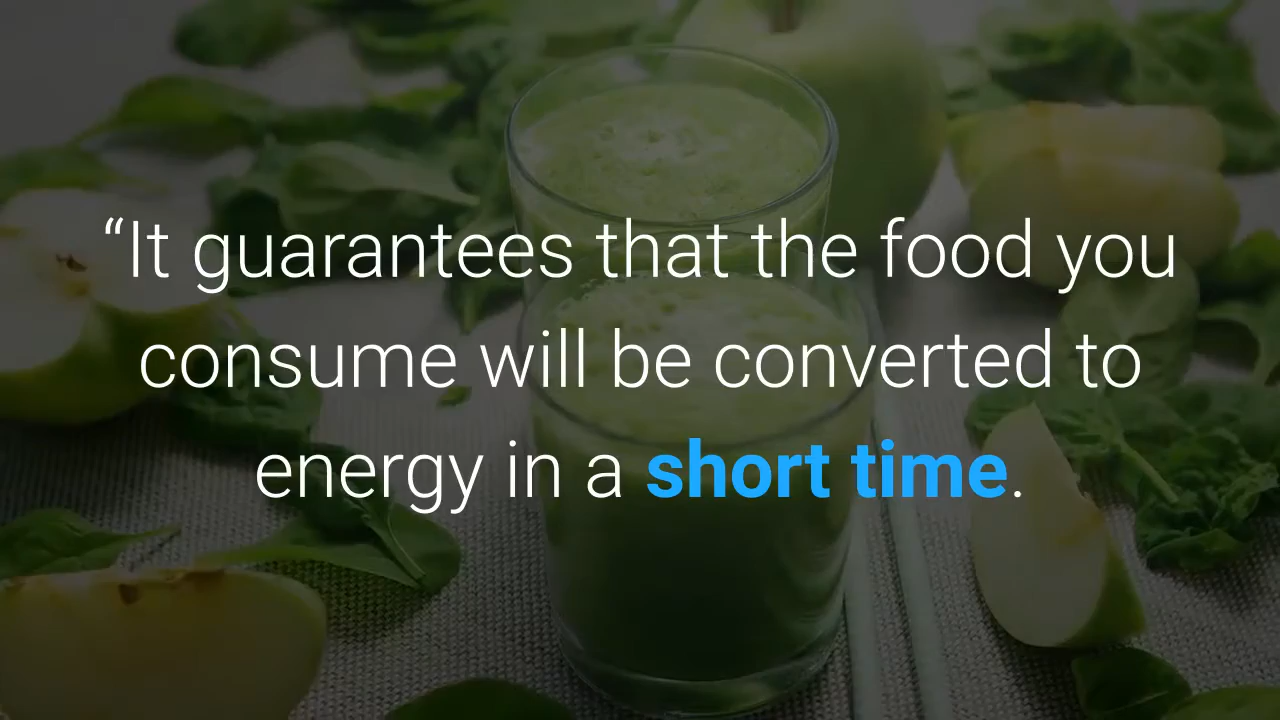 “It guarantees that the food you
consume will be converted to
energy in a short time.